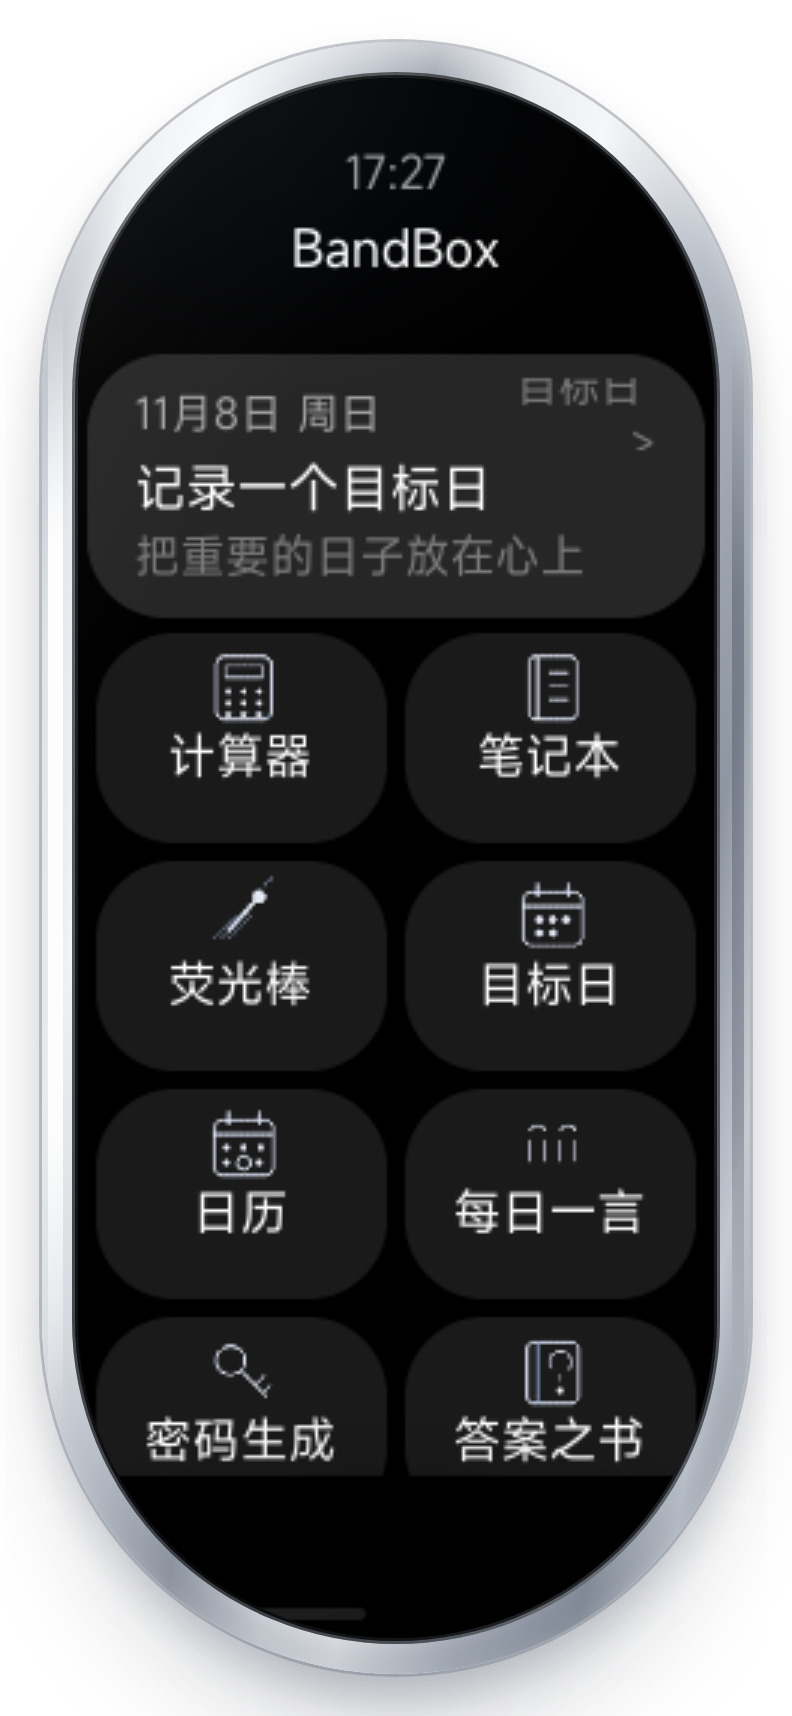 17:27
BandBox
11月8日 周日
目标日
>
记录一个目标日
把重要的日子放在心上
计算器
笔记本
荧光棒
目标日
日历
每日一言
密码生成
答案之书